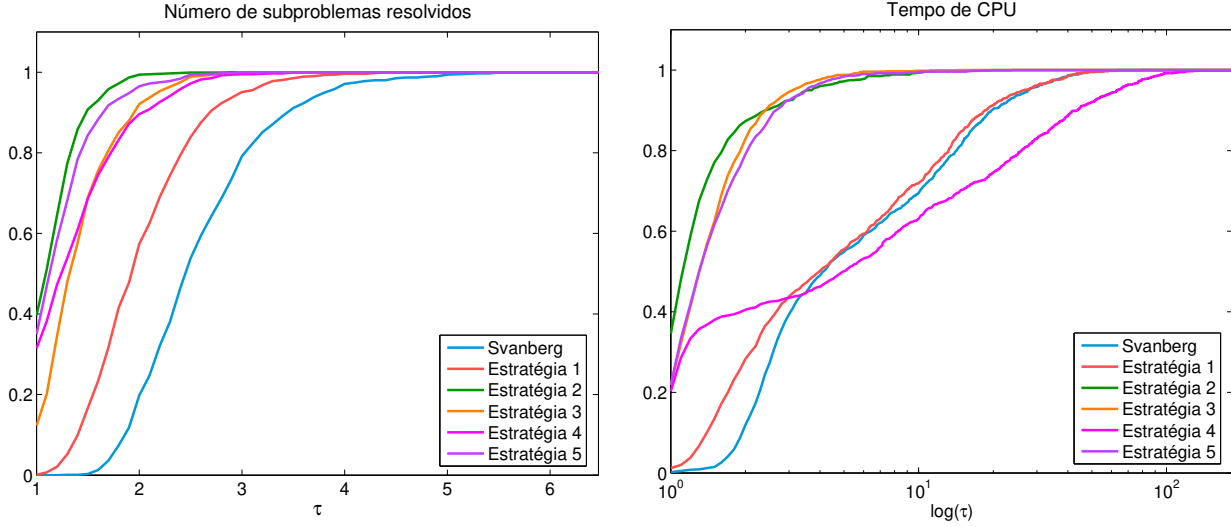 Número de subproblemas resolvidos
1
0.8
0.6
0.4
0.2
0
1 2 3 4 5 6
τ
Svanberg
Estratégia 1
Estratégia 2
Estratégia 3
Estratégia 4
Estratégia 5
Tempo de CPU
1
0.8
0.6
0.4
0.2
0
10⁰ 10¹ 10²
log(τ)
Svanberg
Estratégia 1
Estratégia 2
Estratégia 3
Estratégia 4
Estratégia 5